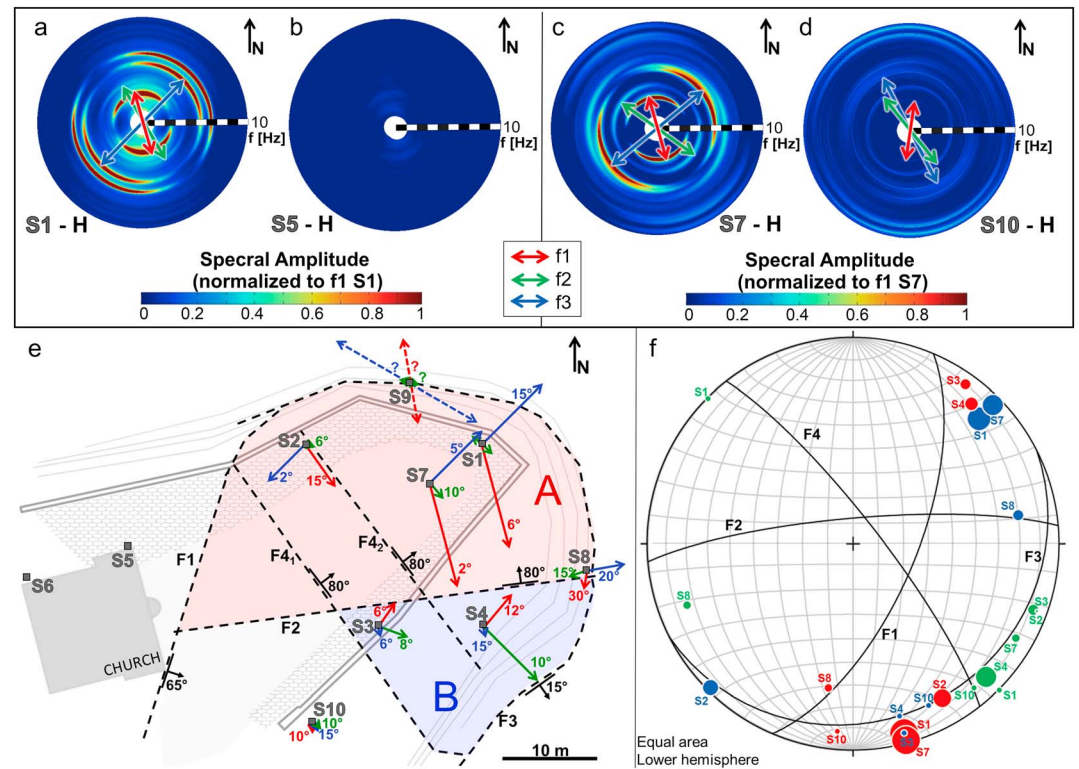 a
b
c
d
N
N
N
N
10
f [Hz]
10
f [Hz]
10
f [Hz]
10
f [Hz]
S1 - H
S5 - H
S7 - H
S10 - H
f1
f2
f3
Specral Amplitude
(normalized to f1 S1)
0 0.2 0.4 0.6 0.8 1
Specral Amplitude
(normalized to f1 S7)
0 0.2 0.4 0.6 0.8 1
e
N
?
?
?
S9
15°
S2
6°
2°
15°
5°
S1
S7
10°
A
6°
2°
S5
S6
F1
F4₁
F4₂
80°
80°
80°
S8
15°
20°
30°
F2
6°
S3
6°
8°
S4
12°
15°
10°
15°
CHURCH
65°
B
F3
S10
10°
10°
15°
10 m
f
S1
S3
S4
S7
S1
F4
F2
S8
F3
S8
S3
S2
F1
S7
S4
S8
S2
S2
S10
S1
S10
S4
S1
S10
S7
Equal area
Lower hemisphere